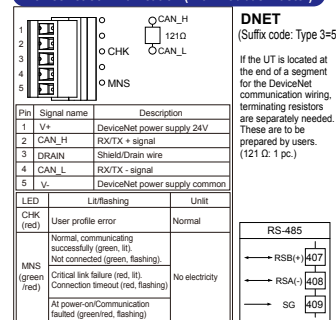 DNET
(Suffix code: Type 3=5
CAN_H
121Ω
CAN_L
CHK
MNS
1
2
3
4
5
If the UT is located at
the end of a segment
for the DeviceNet
communication wiring,
terminating resistors
are separately needed.
These are to be
prepared by users.
(121 Ω: 1 pc.)
Pin Signal name Description
1 V+ DeviceNet power supply 24V
2 CAN_H RX/TX + signal
3 DRAIN Shield/Drain wire
4 CAN_L RX/TX - signal
5 V- DeviceNet power supply common
LED Lit/flashing Unlit
CHK
(red)
User profile error Normal
MNS
(green
/red)
Normal, communicating
successfully (green, lit).
Not connected (green, flashing).
Critical link failure (red, lit).
Connection timeout (red, flashing)
At power-on/Communication
faulted (green/red, flashing)
No electricity
RS-485
RSB(+) 407
RSA(-) 408
SG 409